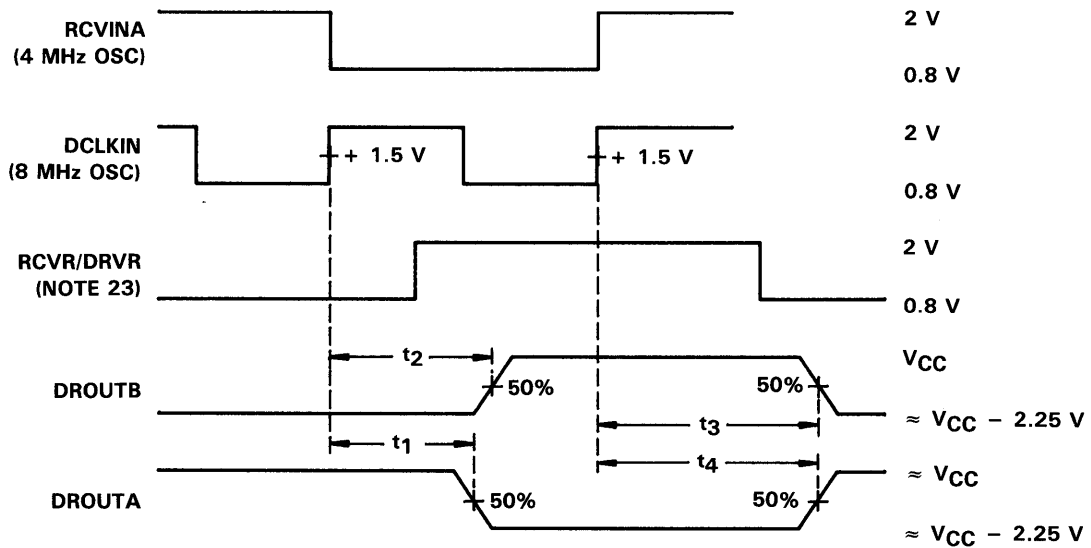 RCVINA
(4 MHz OSC)
2 V
0.8 V
DCLKIN
(8 MHz OSC)
+ 1.5 V
+ 1.5 V
2 V
0.8 V
RCVR/DRVR
(NOTE 23)
2 V
0.8 V
DROUTB
t2
50%
50%
VCC
≈ VCC − 2.25 V
t3
t1
t4
DROUTA
50%
50%
≈ VCC
≈ VCC − 2.25 V